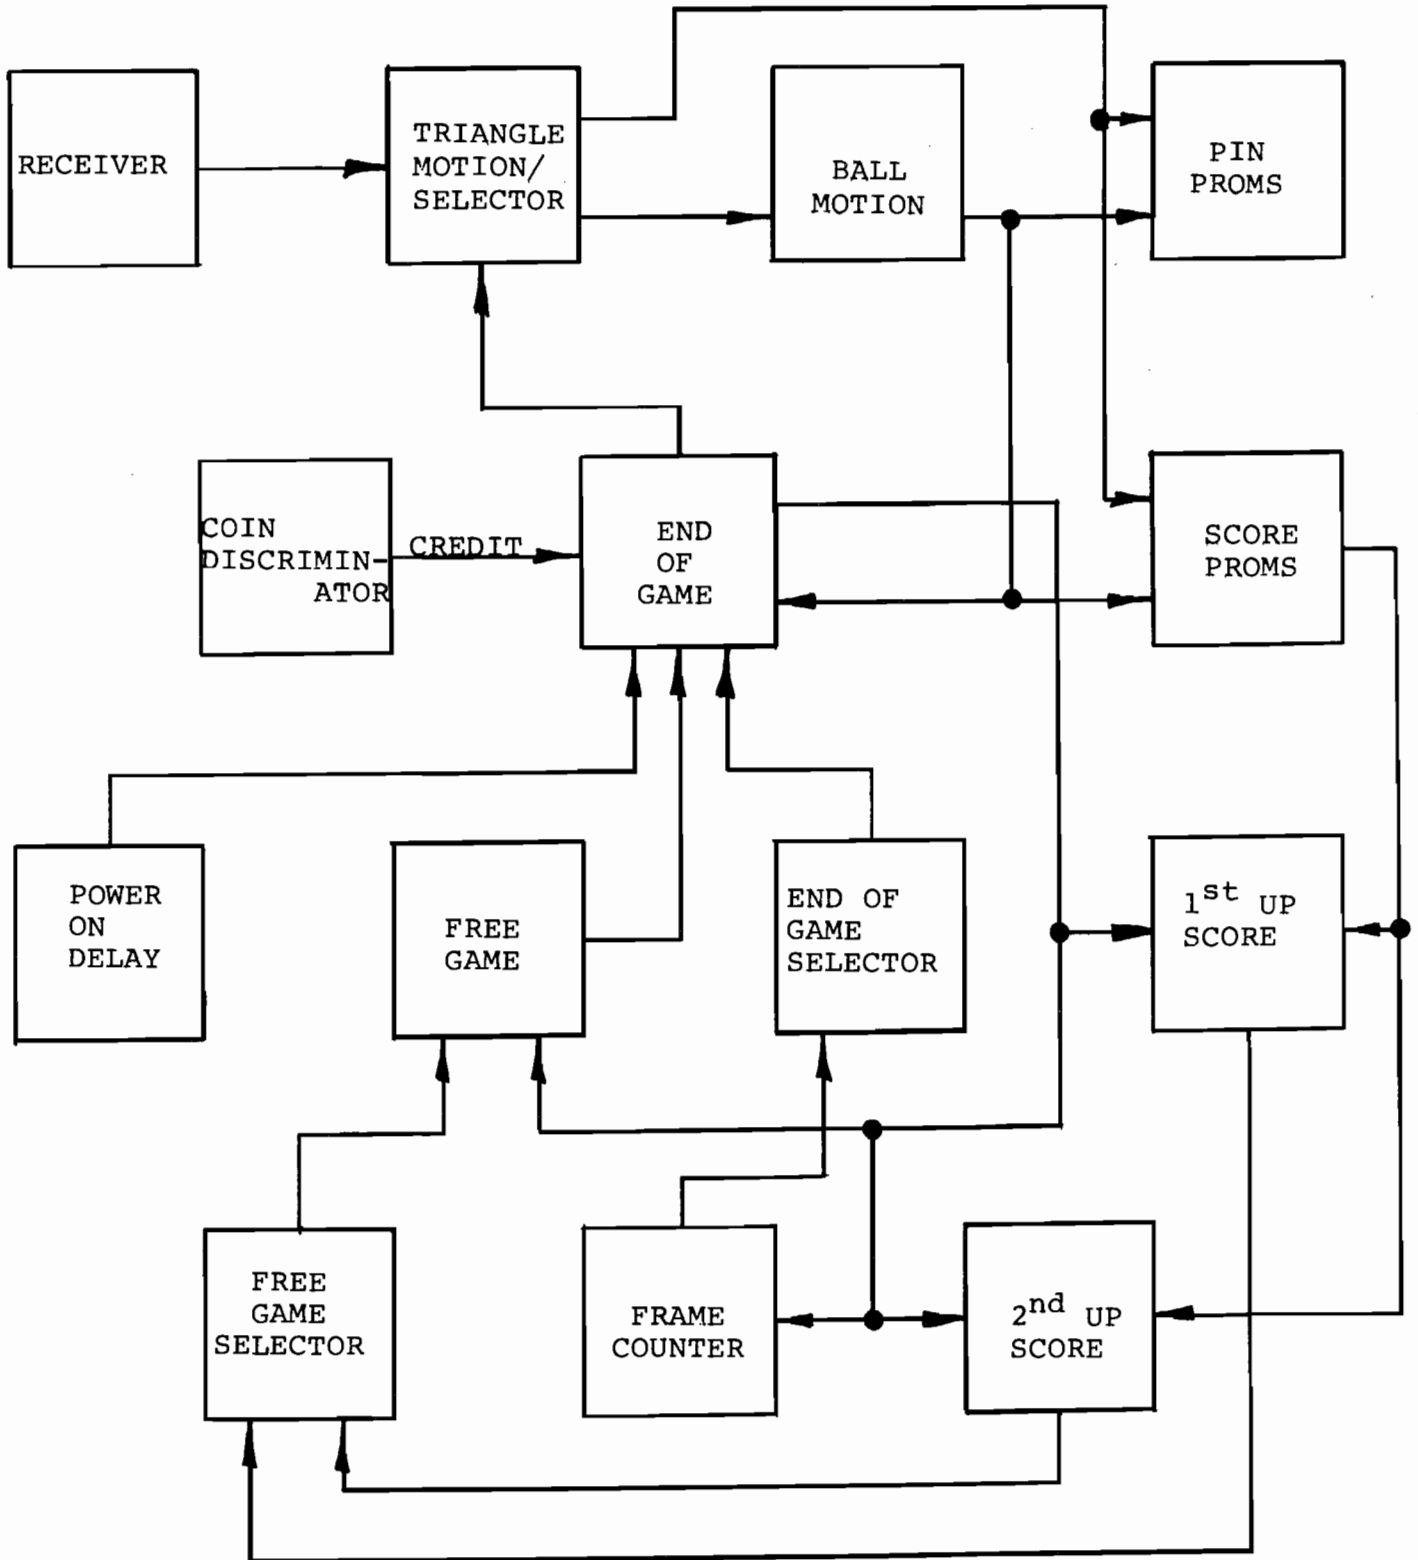 RECEIVER
TRIANGLE
MOTION/
SELECTOR
BALL
MOTION
PIN
PROMS
COIN
DISCRIMIN-
ATOR
CREDIT
END
OF
GAME
SCORE
PROMS
POWER
ON
DELAY
FREE
GAME
END OF
GAME
SELECTOR
1st UP
SCORE
FREE
GAME
SELECTOR
FRAME
COUNTER
2nd UP
SCORE